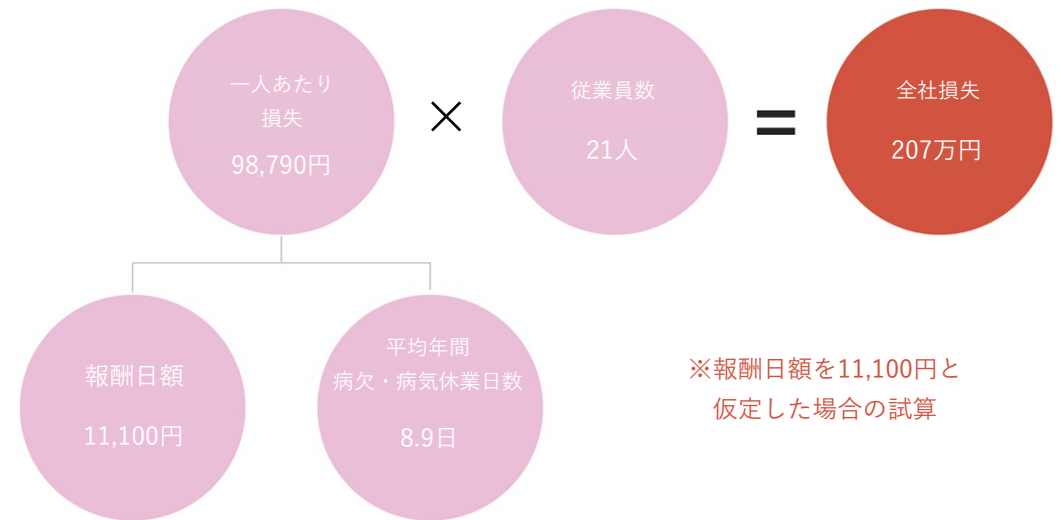 一人あたり
損失
98,790円
×
従業員数
21人
=
全社損失
207万円
報酬日額
11,100円
平均年間
病欠・病気休業日数
8.9日
※報酬日額を11,100円と
仮定した場合の試算